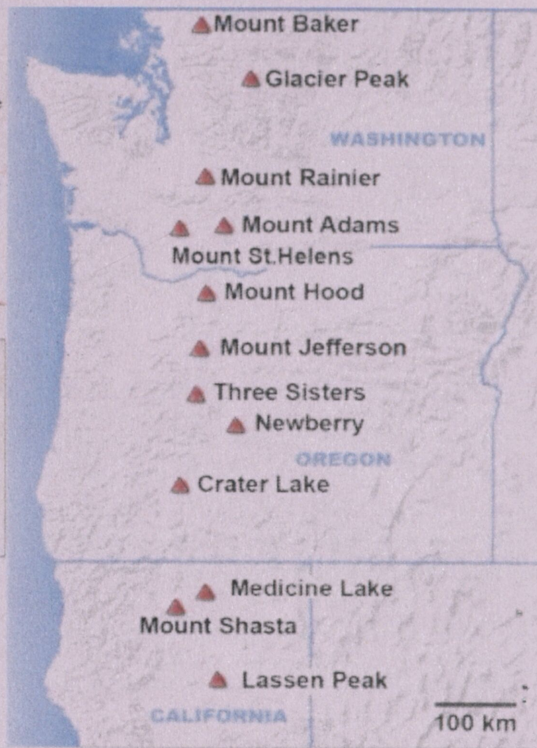 Mount Baker
Glacier Peak
WASHINGTON
Mount Rainier
Mount Adams
Mount St.Helens
Mount Hood
Mount Jefferson
Three Sisters
Newberry
OREGON
Crater Lake
Medicine Lake
Mount Shasta
Lassen Peak
CALIFORNIA
100 km